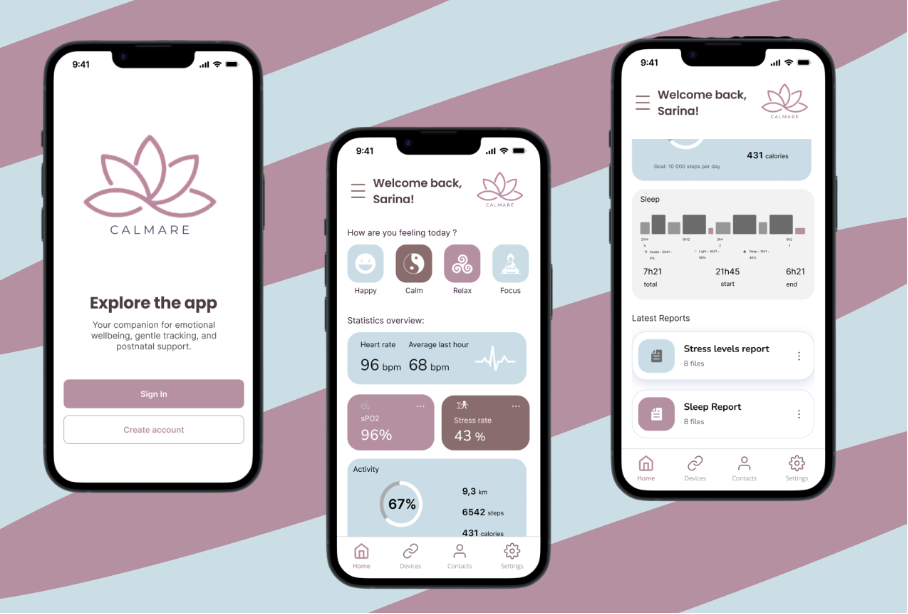 9:41
CALMARE
Explore the app
Your companion for emotional
wellbeing, gentle tracking, and
postnatal support.
Sign In
Create account
9:41
Welcome back,
Sarina!
CALMARE
How are you feeling today ?
Happy
Calm
Relax
Focus
Statistics overview:
Heart rate
Average last hour
96 bpm
68 bpm
sPO2
96%
Stress rate
43 %
Activity
67%
9,3 km
6542 steps
431 calories
Home
Devices
Contacts
Settings
9:41
Welcome back,
Sarina!
CALMARE
431 calories
Goal: 10 000 steps per day
Sleep
7h21
21h45
6h21
total
start
end
Latest Reports
Stress levels report
8 files
Sleep Report
8 files
Home
Devices
Contacts
Settings